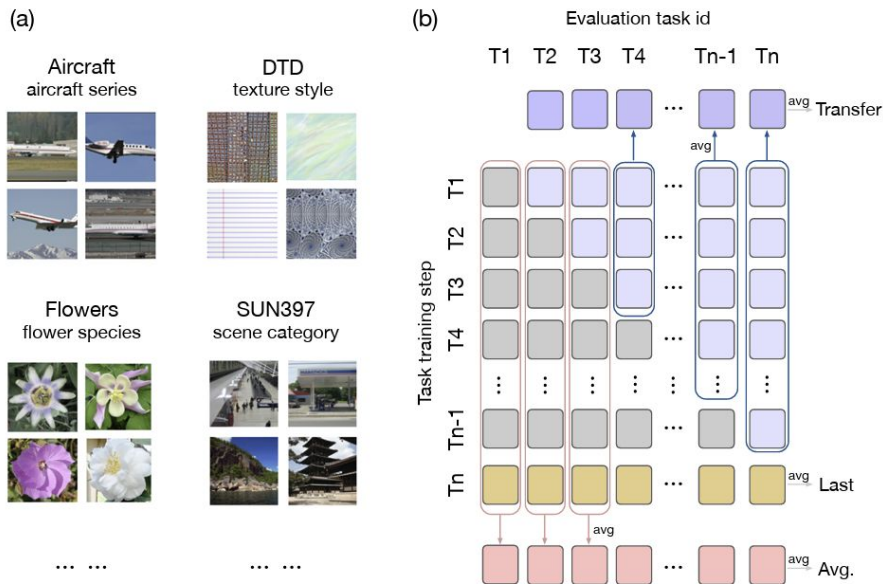 (a)
Aircraft
aircraft series
DTD
texture style
Flowers
flower species
SUN397
scene category
... ...
... ...
(b)
Evaluation task id
T1 T2 T3 T4 Tn-1 Tn
... avg Transfer
avg
Task training step
T1 ...
T2 ...
T3 ...
T4 ...
... ... ... ... ... ...
Tn-1 ...
Tn ... avg Last
avg
... avg Avg.